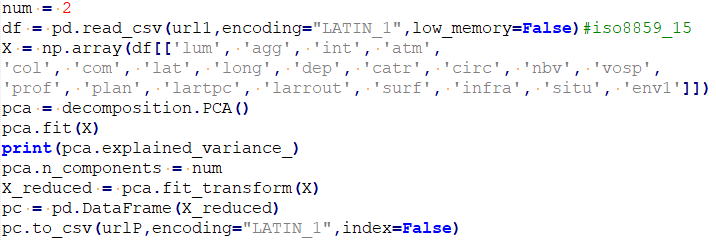 num = 2
df = pd.read_csv(url1,encoding="LATIN_1",low_memory=False)#iso8859_15
X = np.array(df[['lum', 'agg', 'int', 'atm',
'col', 'com', 'lat', 'long', 'dep', 'catr', 'circ', 'nbv', 'vosp',
'prof', 'plan', 'lartpc', 'larrout', 'surf', 'infra', 'situ', 'env1']])
pca = decomposition.PCA()
pca.fit(X)
print(pca.explained_variance_)
pca.n_components = num
X_reduced = pca.fit_transform(X)
pc = pd.DataFrame(X_reduced)
pc.to_csv(urlP,encoding="LATIN_1",index=False)